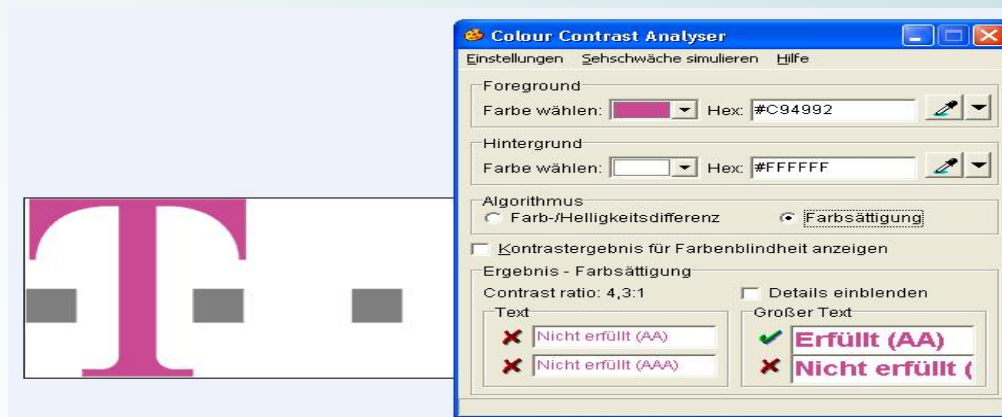 T
Colour Contrast Analyser
Einstellungen Sehschwäche simulieren Hilfe
Foreground
Farbe wählen: Hex: #C94992
Hintergrund
Farbe wählen: Hex: #FFFFFF
Algorithmus
Farb-/Helligkeitsdifferenz Farbsättigung
Kontrastergebnis für Farbenblindheit anzeigen
Ergebnis - Farbsättigung
Contrast ratio: 4,3:1 Details einblenden
Text Großer Text
Nicht erfüllt (AA) Erfüllt (AA)
Nicht erfüllt (AAA) Nicht erfüllt (